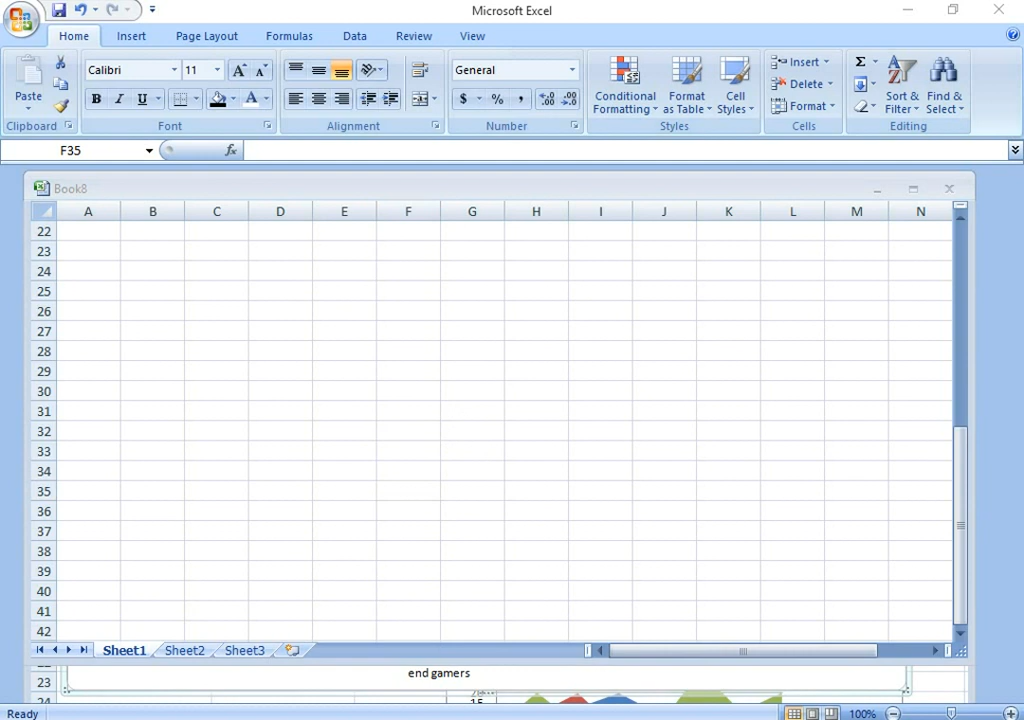 Microsoft Excel
Home Insert Page Layout Formulas Data Review View
Calibri 11 General Insert Σ
Delete
Paste B I U A $ % , Conditional Formatting Format as Table Cell Styles Format Sort & Filter Find & Select
Clipboard Font Alignment Number Styles Cells Editing
F35 fx
Book8
A B C D E F G H I J K L M N
22
23
24
25
26
27
28
29
30
31
32
33
34
35
36
37
38
39
40
41
42
Sheet1 Sheet2 Sheet3
23 end gamers
24 15
Ready 100%